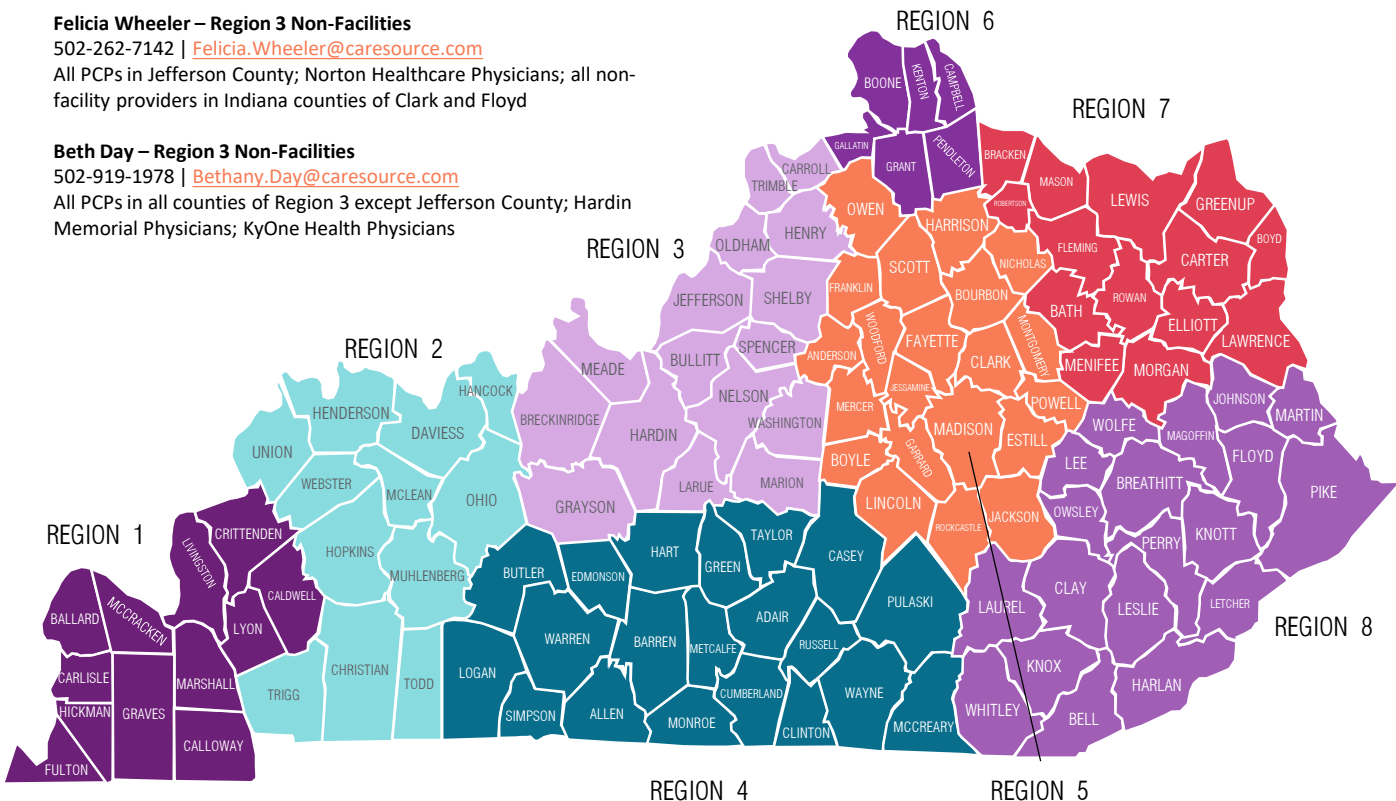 Felicia Wheeler – Region 3 Non-Facilities
502-262-7142 | Felicia.Wheeler@caresource.com
All PCPs in Jefferson County; Norton Healthcare Physicians; all non-
facility providers in Indiana counties of Clark and Floyd
Beth Day – Region 3 Non-Facilities
502-919-1978 | Bethany.Day@caresource.com
All PCPs in all counties of Region 3 except Jefferson County; Hardin
Memorial Physicians; KyOne Health Physicians
REGION 6
BOONE
KENTON
CAMPBELL
GALLATIN
GRANT
PENDLETON
REGION 7
BRACKEN
MASON
ROBERTSON
LEWIS
GREENUP
BOYD
FLEMING
CARTER
ROWAN
BATH
ELLIOTT
LAWRENCE
MENIFEE
MORGAN
REGION 3
CARROLL
TRIMBLE
HENRY
OLDHAM
JEFFERSON
SHELBY
SPENCER
BULLITT
MEADE
NELSON
BRECKINRIDGE
WASHINGTON
HARDIN
LARUE
MARION
GRAYSON
OWEN
HARRISON
SCOTT
NICHOLAS
FRANKLIN
BOURBON
WOODFORD
FAYETTE
MONTGOMERY
ANDERSON
CLARK
JESSAMINE
MERCER
POWELL
MADISON
ESTILL
GARRARD
BOYLE
LINCOLN
ROCKCASTLE
JACKSON
REGION 2
HANCOCK
HENDERSON
DAVIESS
UNION
WEBSTER
MCLEAN
OHIO
HOPKINS
MUHLENBERG
TRIGG
CHRISTIAN
TODD
REGION 1
CRITTENDEN
LIVINGSTON
CALDWELL
BALLARD
MCCRACKEN
LYON
CARLISLE
MARSHALL
HICKMAN
GRAVES
CALLOWAY
FULTON
TAYLOR
HART
GREEN
CASEY
BUTLER
EDMONSON
PULASKI
ADAIR
WARREN
BARREN
METCALFE
RUSSELL
LOGAN
CUMBERLAND
WAYNE
SIMPSON
ALLEN
MONROE
CLINTON
MCCREARY
REGION 4
JOHNSON
MARTIN
WOLFE
MAGOFFIN
FLOYD
LEE
BREATHITT
PIKE
OWSLEY
PERRY
KNOTT
CLAY
LAUREL
LESLIE
LETCHER
REGION 8
KNOX
HARLAN
WHITLEY
BELL
REGION 5